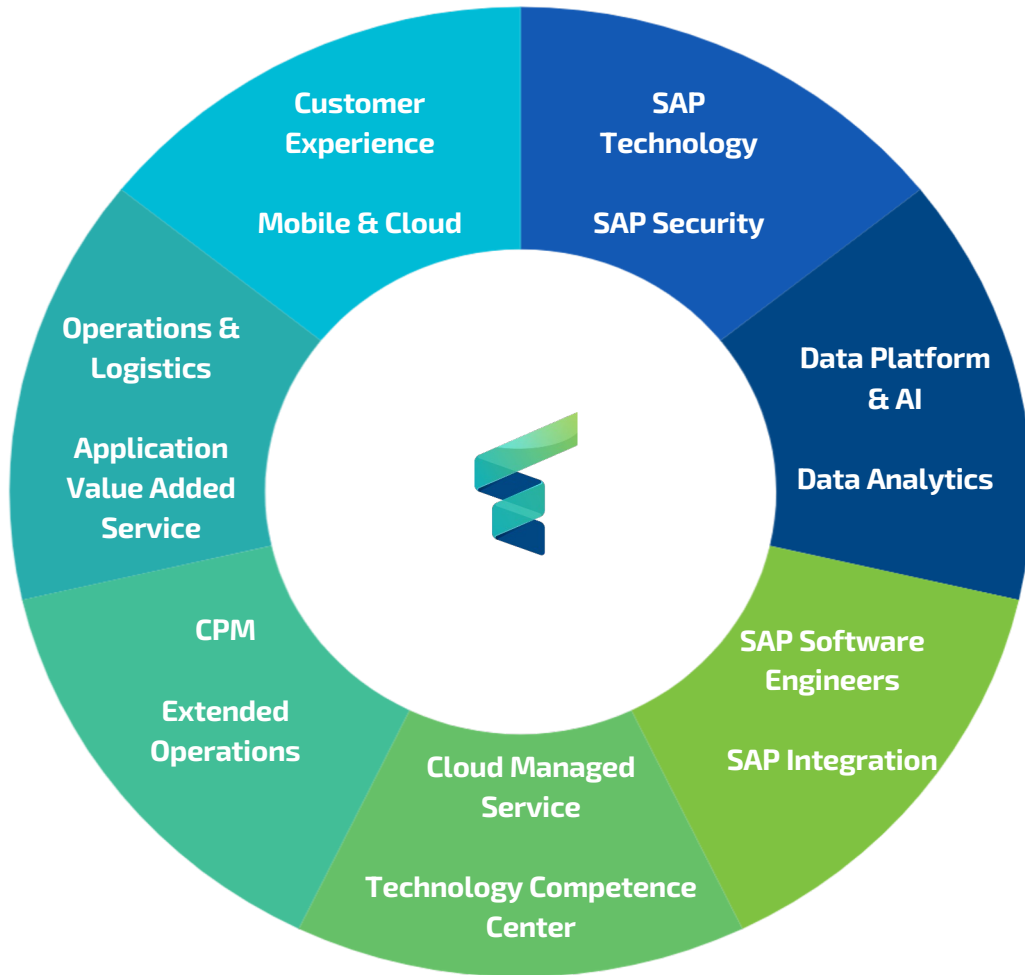 Customer
Experience
Mobile & Cloud
SAP
Technology
SAP Security
Data Platform
& AI
Data Analytics
SAP Software
Engineers
SAP Integration
Cloud Managed
Service
Technology Competence
Center
CPM
Extended
Operations
Operations &
Logistics
Application
Value Added
Service